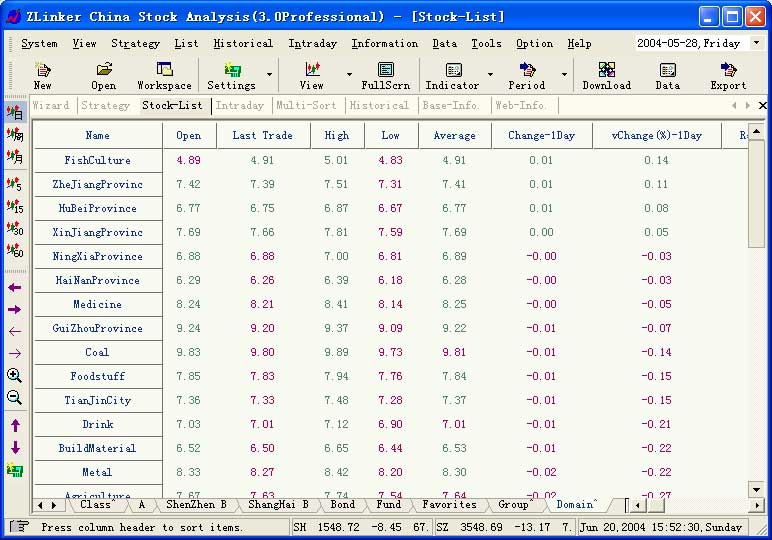 ZLinker China Stock Analysis(3.0Professional) - [Stock-List]
System View Strategy List Historical Intraday Information Data Tools Option Help 2004-05-28,Friday
New Open Workspace Settings View FullScrn Indicator Period Download Data Export
Wizard Strategy Stock-List Intraday Multi-Sort Historical Base-Info. Web-Info.
Name Open Last Trade High Low Average Change-1Day vChange(%)-1Day
FishCulture 4.89 4.91 5.01 4.83 4.91 0.01 0.14
ZheJiangProvinc 7.42 7.39 7.51 7.31 7.41 0.01 0.11
HuBeiProvince 6.77 6.75 6.87 6.67 6.77 0.01 0.08
XinJiangProvinc 7.69 7.66 7.81 7.59 7.69 0.00 0.05
NingXiaProvince 6.88 6.88 7.00 6.81 6.89 -0.00 -0.03
HaiNanProvince 6.29 6.26 6.39 6.18 6.28 -0.00 -0.03
Medicine 8.24 8.21 8.41 8.14 8.25 -0.00 -0.05
GuiZhouProvince 9.24 9.20 9.37 9.09 9.22 -0.01 -0.07
Coal 9.83 9.80 9.89 9.73 9.81 -0.01 -0.14
Foodstuff 7.85 7.83 7.94 7.76 7.84 -0.01 -0.15
TianJinCity 7.36 7.33 7.48 7.28 7.37 -0.01 -0.15
Drink 7.03 7.01 7.12 6.90 7.01 -0.01 -0.21
BuildMaterial 6.52 6.50 6.65 6.44 6.53 -0.01 -0.22
Metal 8.33 8.27 8.42 8.20 8.30 -0.02 -0.22
Agriculture 7.67 7.63 7.74 7.54 7.64 -0.02 -0.27
日
周
月
5
15
30
60
Class^ A ShenZhen B ShangHai B Bond Fund Favorites Group^ Domain^
Press column header to sort items. SH 1548.72 -8.45 67. SZ 3548.69 -13.17 7. Jun 20,2004 15:52:30,Sunday